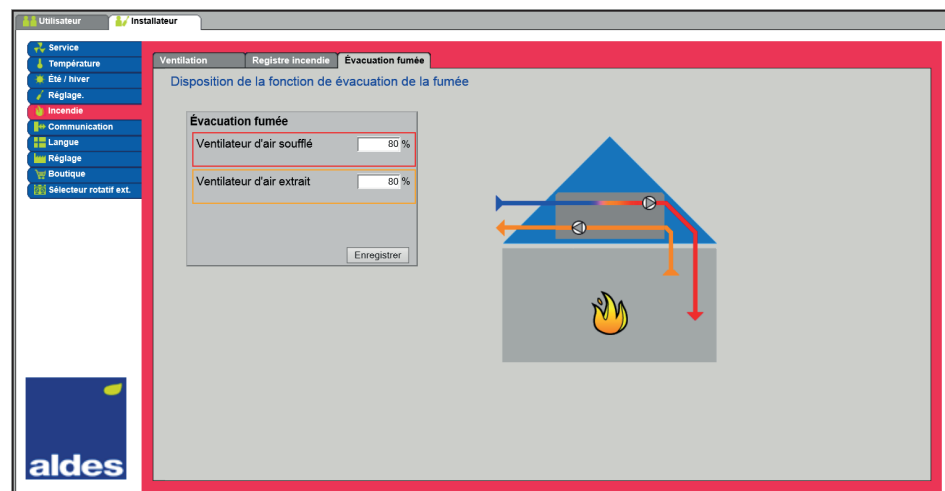 Utilisateur
Installateur
Service
Température
Été / hiver
Réglage.
Incendie
Communication
Langue
Réglage
Boutique
Sélecteur rotatif ext.
Ventilation
Registre incendie
Évacuation fumée
Disposition de la fonction de évacuation de la fumée
Évacuation fumée
Ventilateur d'air soufflé 80 %
Ventilateur d'air extrait 80 %
Enregistrer
aldes